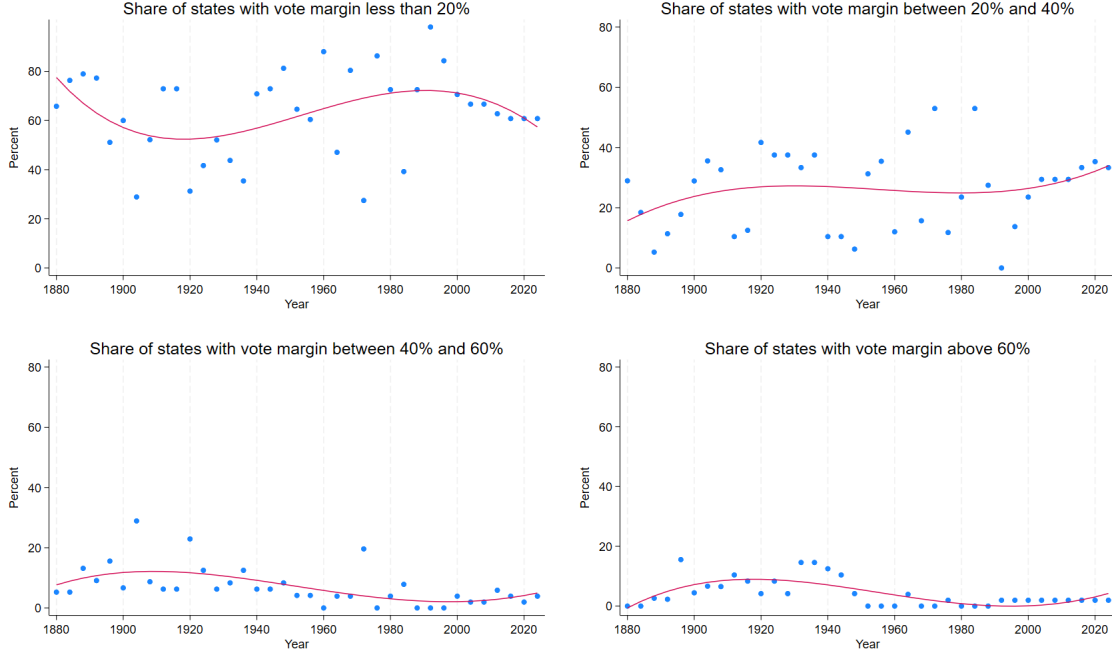 Share of states with vote margin less than 20%
Percent
80
60
40
20
0
1880 1900 1920 1940 1960 1980 2000 2020
Year
Share of states with vote margin between 20% and 40%
Percent
80
60
40
20
0
1880 1900 1920 1940 1960 1980 2000 2020
Year
Share of states with vote margin between 40% and 60%
Percent
80
60
40
20
0
1880 1900 1920 1940 1960 1980 2000 2020
Year
Share of states with vote margin above 60%
Percent
80
60
40
20
0
1880 1900 1920 1940 1960 1980 2000 2020
Year